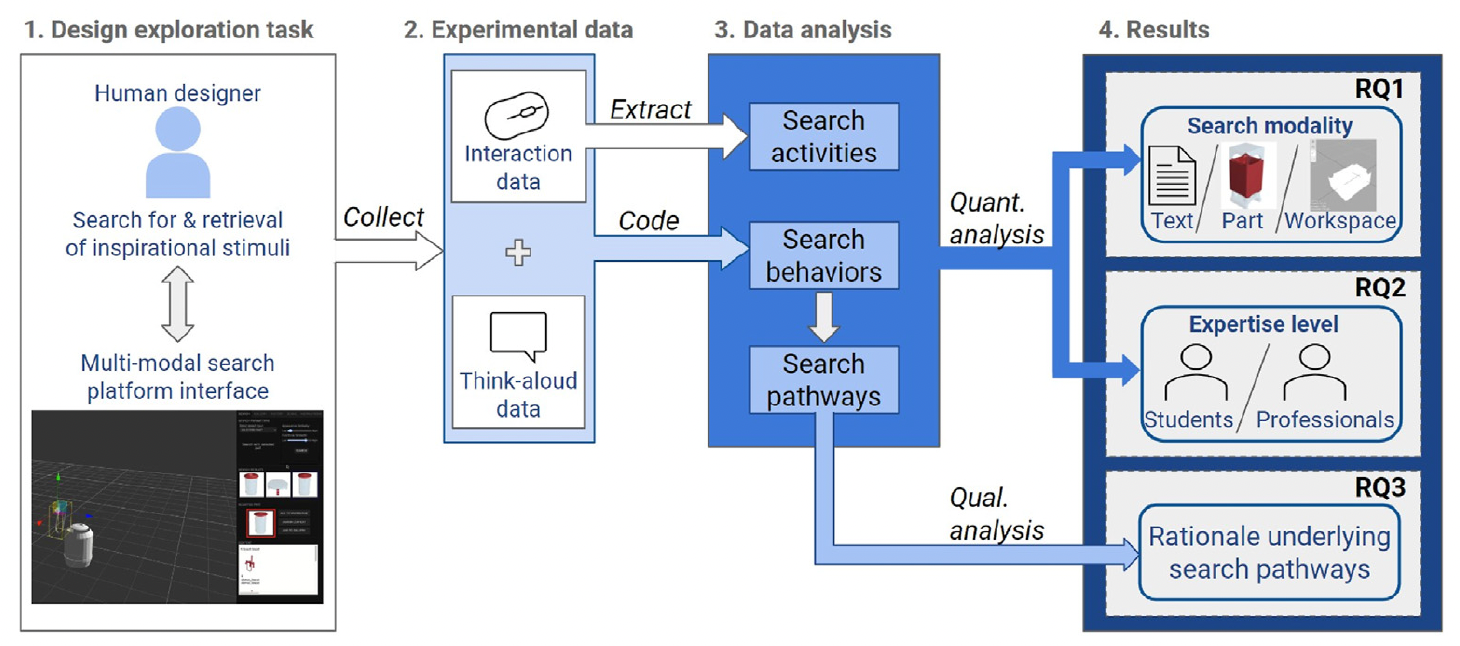 1. Design exploration task
Human designer
Search for & retrieval
of inspirational stimuli
Multi-modal search
platform interface
Collect
2. Experimental data
Interaction
data
Think-aloud
data
Extract
Code
3. Data analysis
Search
activities
Search
behaviors
Search
pathways
Quant.
analysis
Qual.
analysis
4. Results
RQ1
Search modality
Text
Part
Workspace
RQ2
Expertise level
Students
Professionals
RQ3
Rationale underlying
search pathways